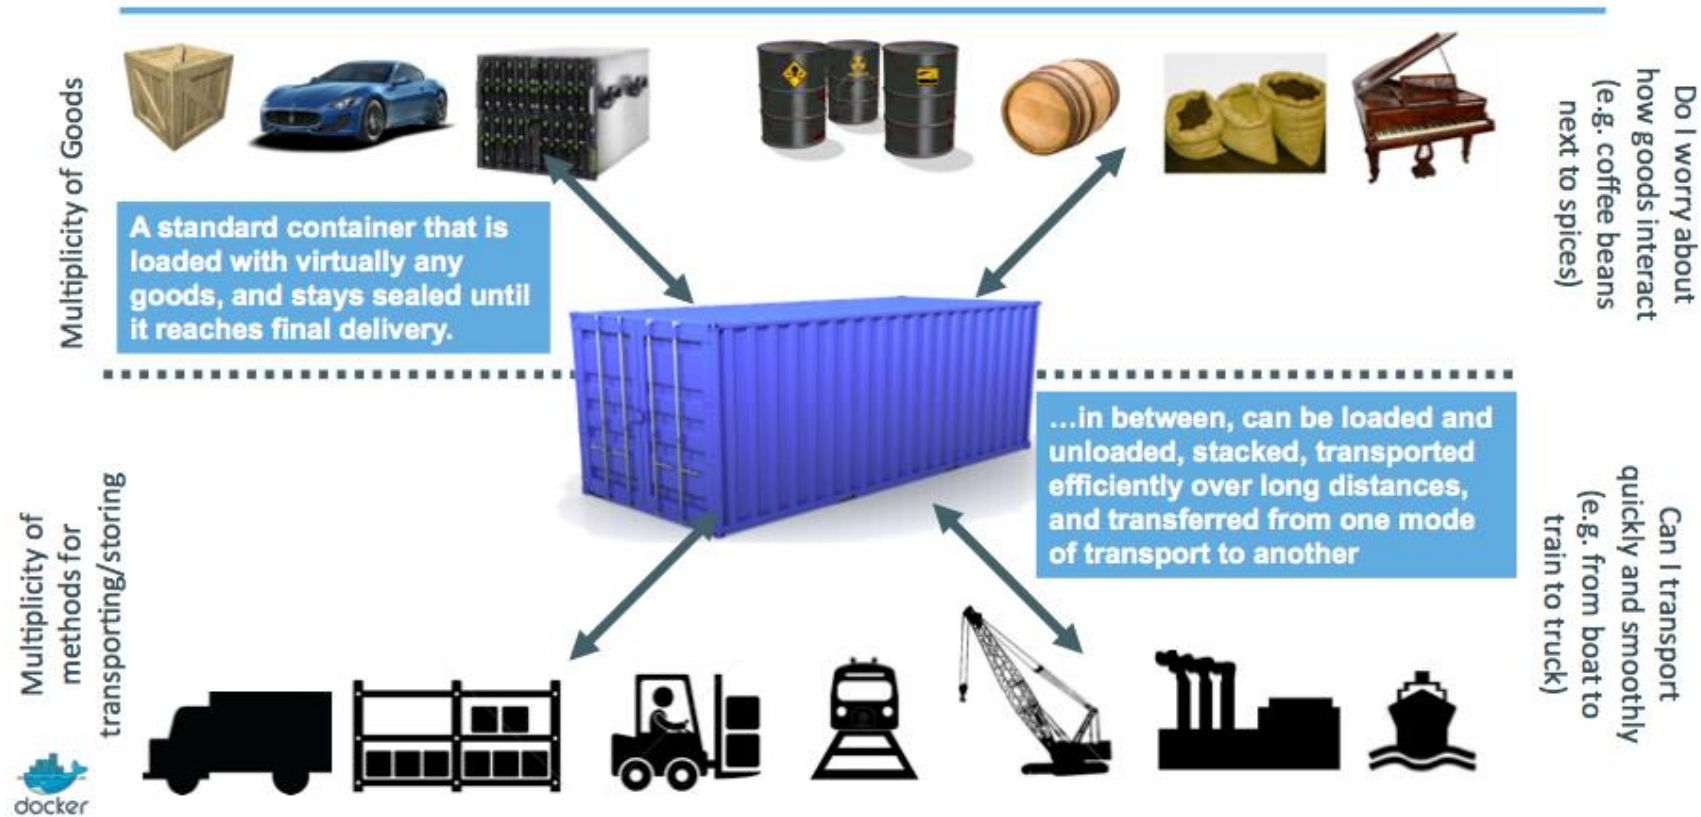 Multiplicity of Goods
A standard container that is
loaded with virtually any
goods, and stays sealed until
it reaches final delivery.
Do I worry about
how goods interact
(e.g. coffee beans
next to spices)
Multiplicity of
methods for
transporting/storing
...in between, can be loaded and
unloaded, stacked, transported
efficiently over long distances,
and transferred from one mode
of transport to another
Can I transport
quickly and smoothly
(e.g. from boat to
train to truck)
docker